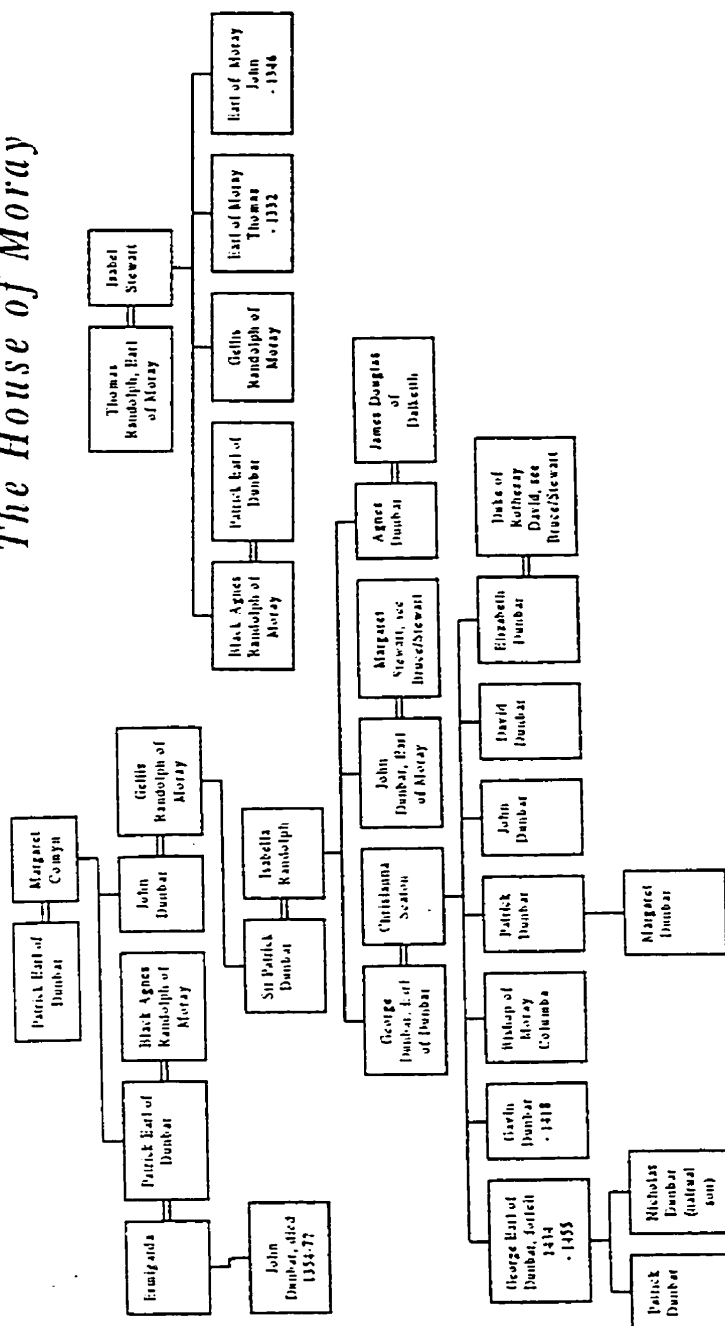 The House of Moray
Patrick Earl of
Dunbar
Margaret
Comyn
Thomas
Randolph, Earl
of Moray
Isabel
Stewart
Ermigarda
Patrick Earl of
Dunbar
Black Agnes
Randolph of
Moray
John
Dunbar
Gellis
Randolph of
Moray
Black Agnes
Randolph of
Moray
Patrick Earl of
Dunbar
Gellis
Randolph of
Moray
Earl of Moray
Thomas
- 1332
Earl of Moray
John
- 1346
John
Dunbar, died
Sir Patrick
Dunbar
Isabella
Randolph
George
Dunbar, Earl
of Dunbar
Christianna
Seaton
John
Dunbar, Earl
of Moray
Margaret
Stewart, see
Bruce/Stewart
Agnes
Dunbar
James Douglas
of
Dalkeith
George Earl of
Dunbar, forfeit
1434
- 1455
Gavin
Dunbar
- 1418
Bishop of
Moray
Columba
Patrick
Dunbar
John
Dunbar
David
Dunbar
Elizabeth
Dunbar
Duke of
Rothesay
David, see
Bruce/Stewart
Patrick
Dunbar
Nicholas
Dunbar
(natrual
son)
Margaret
Dunbar